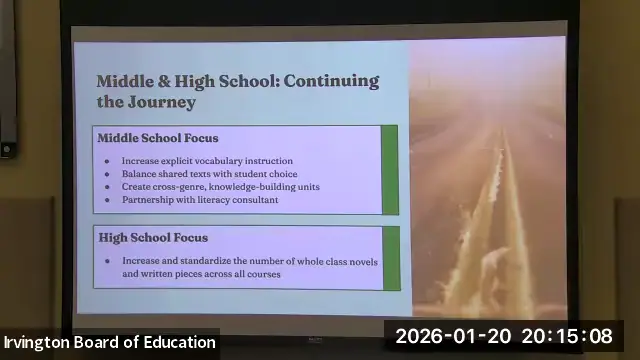 Middle & High School: Continuing
the Journey
Middle School Focus
● Increase explicit vocabulary instruction
● Balance shared texts with student choice
● Create cross-genre, knowledge-building units
● Partnership with literacy consultant
High School Focus
● Increase and standardize the number of whole class novels
and written pieces across all courses
Irvington Board of Education
2026-01-20 20:15:08